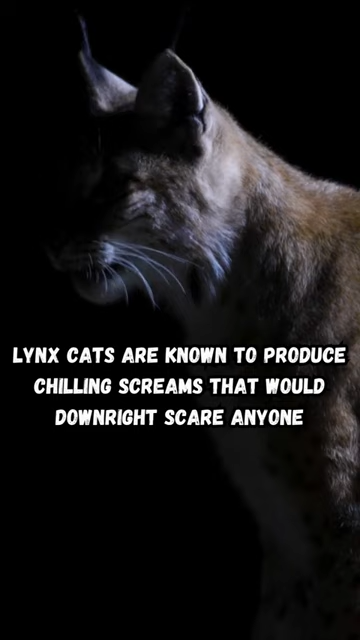 LYNX CATS ARE KNOWN TO PRODUCE
CHILLING SCREAMS THAT WOULD
DOWNRIGHT SCARE ANYONE